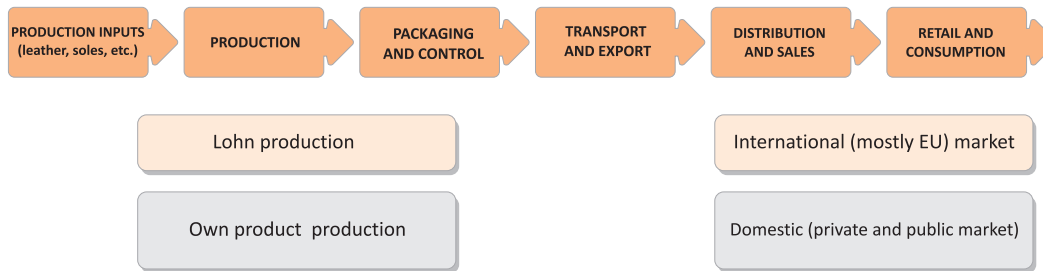 PRODUCTION INPUTS
(leather, soles, etc.)
PRODUCTION
PACKAGING
AND CONTROL
TRANSPORT
AND EXPORT
DISTRIBUTION
AND SALES
RETAIL AND
CONSUMPTION
Lohn production
International (mostly EU) market
Own product production
Domestic (private and public market)